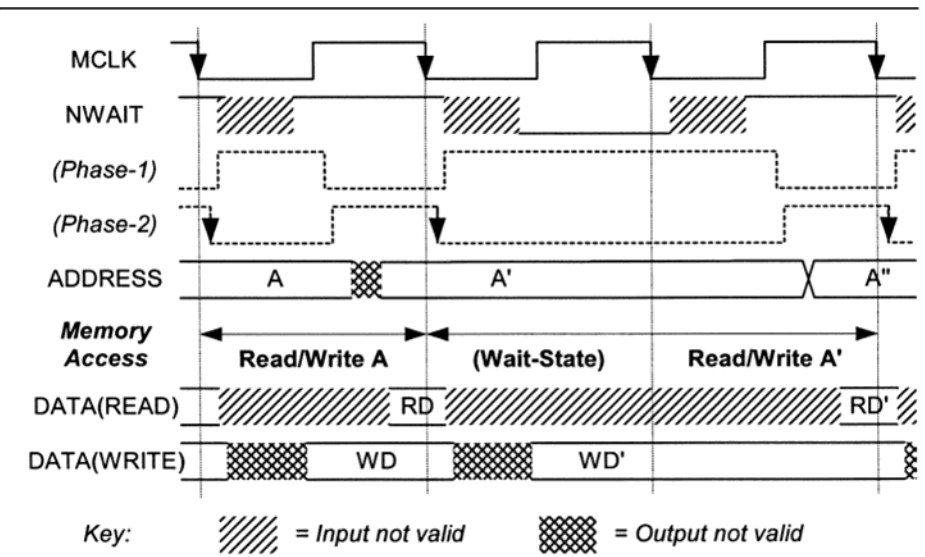 MCLK
NWAIT
(Phase-1)
(Phase-2)
ADDRESS A A' A"
Memory
Access Read/Write A (Wait-State) Read/Write A'
DATA(READ) RD RD'
DATA(WRITE) WD WD'
Key: = Input not valid = Output not valid